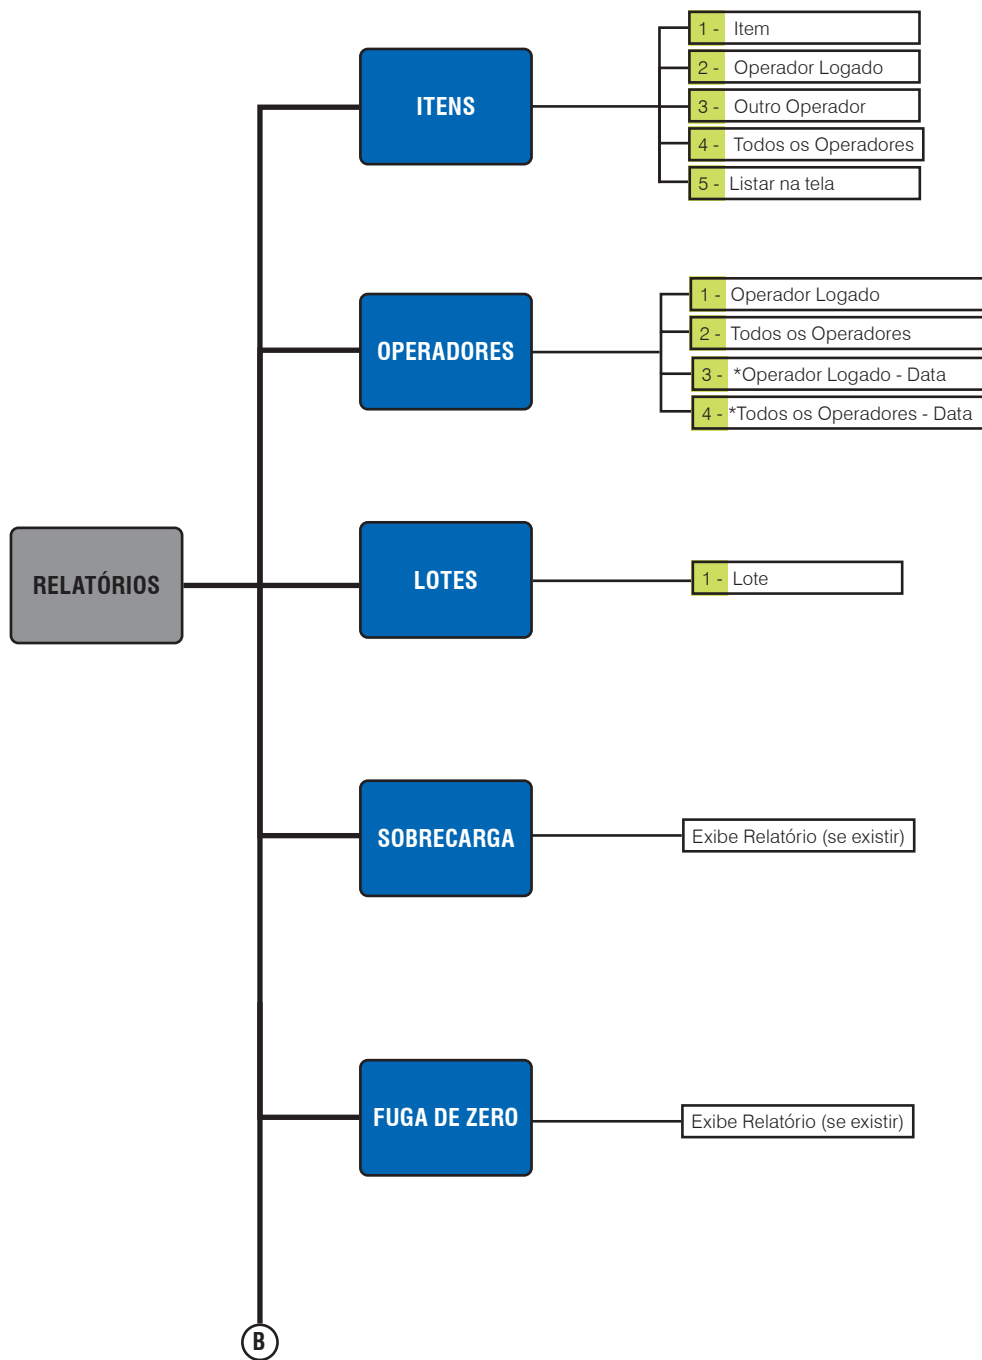 RELATÓRIOS
ITENS
1 - Item
2 - Operador Logado
3 - Outro Operador
4 - Todos os Operadores
5 - Listar na tela
OPERADORES
1 - Operador Logado
2 - Todos os Operadores
3 - *Operador Logado - Data
4 - *Todos os Operadores - Data
LOTES
1 - Lote
SOBRECARGA
Exibe Relatório (se existir)
FUGA DE ZERO
Exibe Relatório (se existir)
B